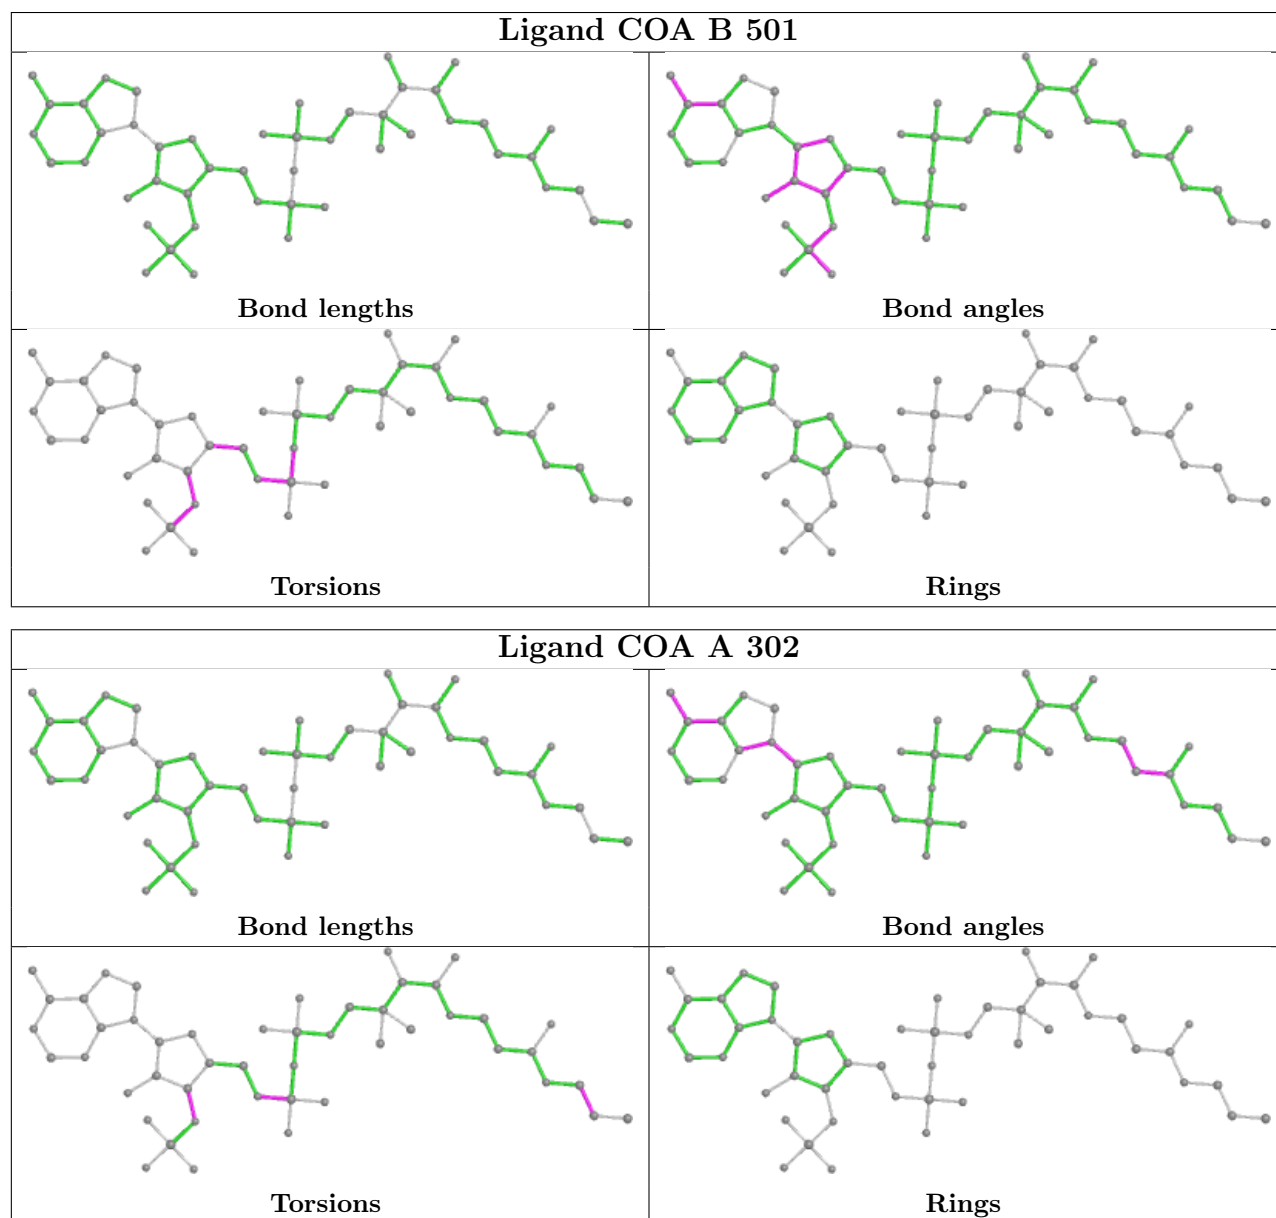 Ligand COA B 501
Bond lengths
Bond angles
Torsions
Rings
Ligand COA A 302
Bond lengths
Bond angles
Torsions
Rings